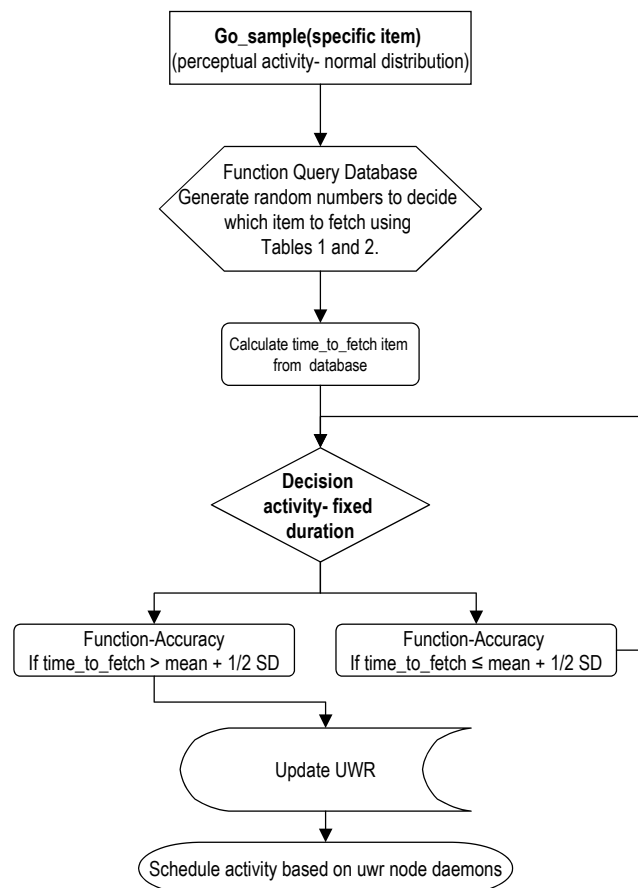 Go_sample(specific item)
(perceptual activity- normal distribution)
Function Query Database
Generate random numbers to decide
which item to fetch using
Tables 1 and 2.
Calculate time_to_fetch item
from database
Decision
activity- fixed
duration
Function-Accuracy
If time_to_fetch > mean + 1/2 SD
Function-Accuracy
If time_to_fetch ≤ mean + 1/2 SD
Update UWR
Schedule activity based on uwr node daemons